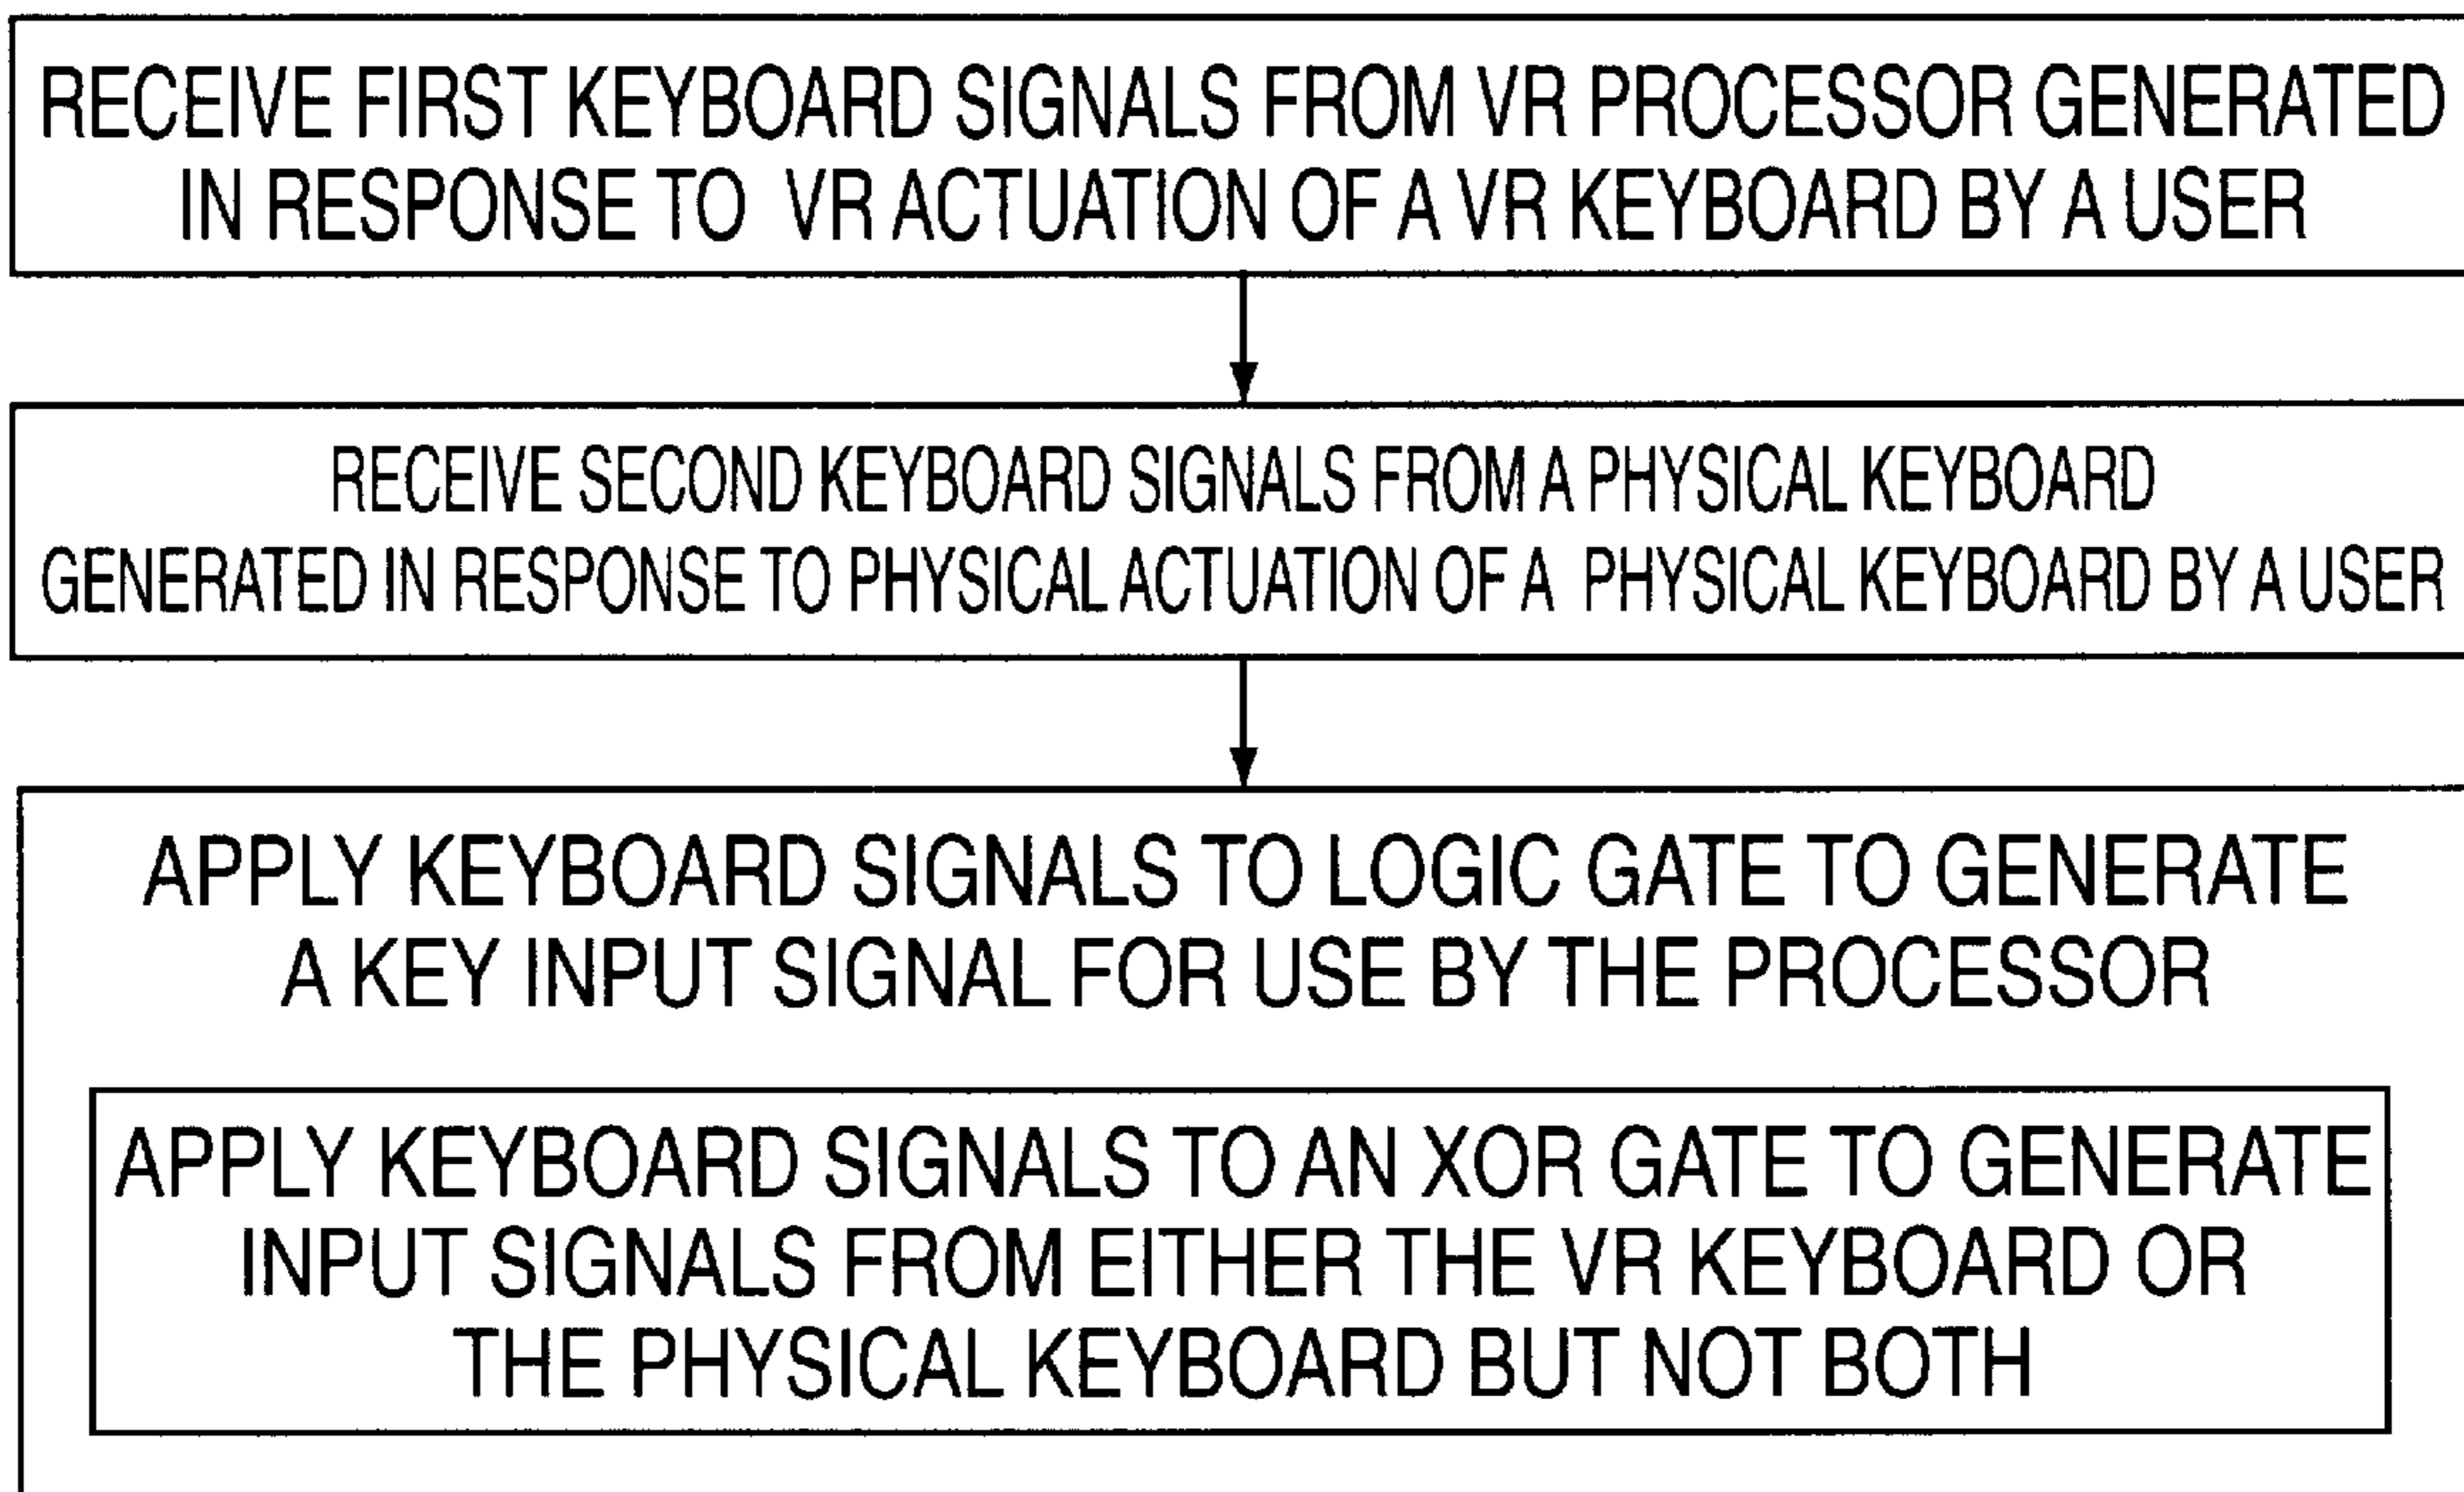 RECEIVE FIRST KEYBOARD SIGNALS FROM VR PROCESSOR GENERATED
IN RESPONSE TO VR ACTUATION OF A VR KEYBOARD BY A USER
RECEIVE SECOND KEYBOARD SIGNALS FROM A PHYSICAL KEYBOARD
GENERATED IN RESPONSE TO PHYSICAL ACTUATION OF A PHYSICAL KEYBOARD BY A USER
APPLY KEYBOARD SIGNALS TO LOGIC GATE TO GENERATE
A KEY INPUT SIGNAL FOR USE BY THE PROCESSOR
APPLY KEYBOARD SIGNALS TO AN XOR GATE TO GENERATE
INPUT SIGNALS FROM EITHER THE VR KEYBOARD OR
THE PHYSICAL KEYBOARD BUT NOT BOTH